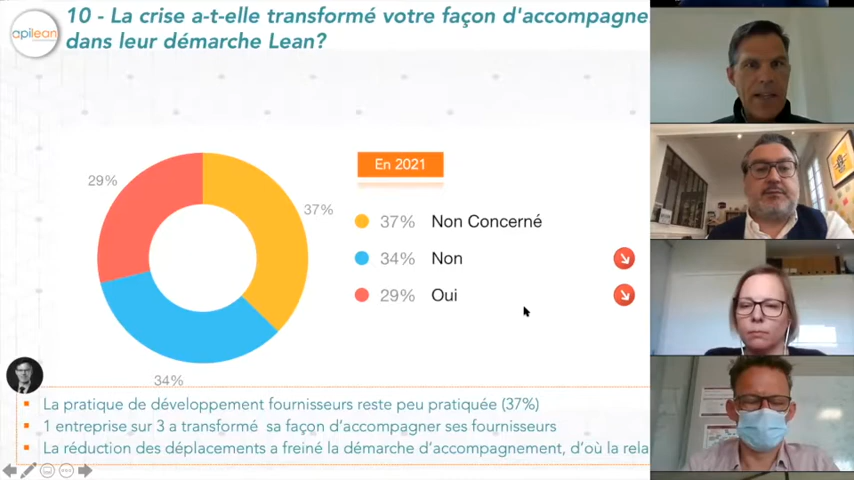 apilean
10 - La crise a-t-elle transformé votre façon d'accompagne
dans leur démarche Lean?
En 2021
29%
37%
34%
37% Non Concerné
34% Non
29% Oui
La pratique de développement fournisseurs reste peu pratiquée (37%)
1 entreprise sur 3 a transformé sa façon d'accompagner ses fournisseurs
La réduction des déplacements a freiné la démarche d'accompagnement, d'où la rela